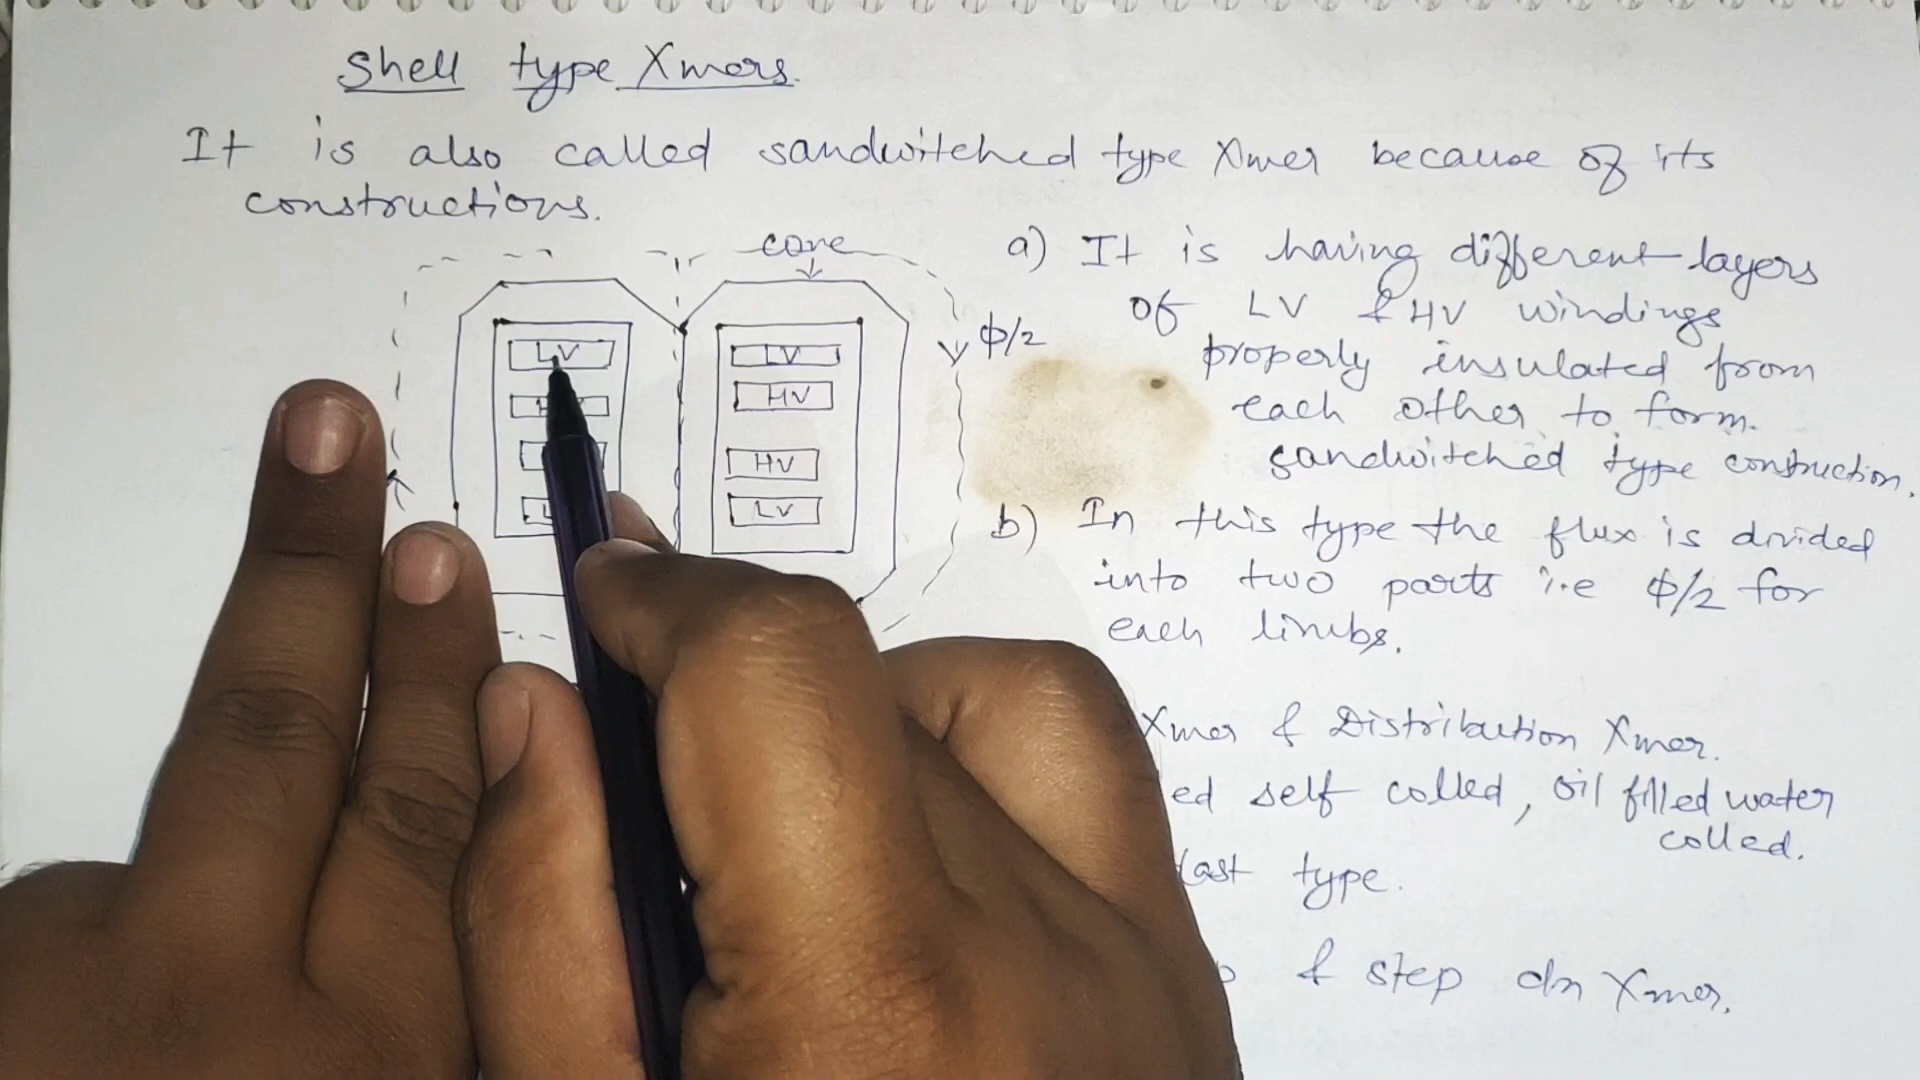 Shell type Xmers.
It is also called sandwitched type Xmer because of its
constructions.
core
a) It is having different layers
of LV & HV windings
properly insulated from
each other to form.
sandwitched type construction.
ϕ/2
LV
LV
HV
HV
LV
b) In this type the flux is divided
into two parts i.e ϕ/2 for
each limbs.
Xmer & Distribution Xmer.
ed self colled, oil filled water
colled.
last type.
& step dn Xmer.